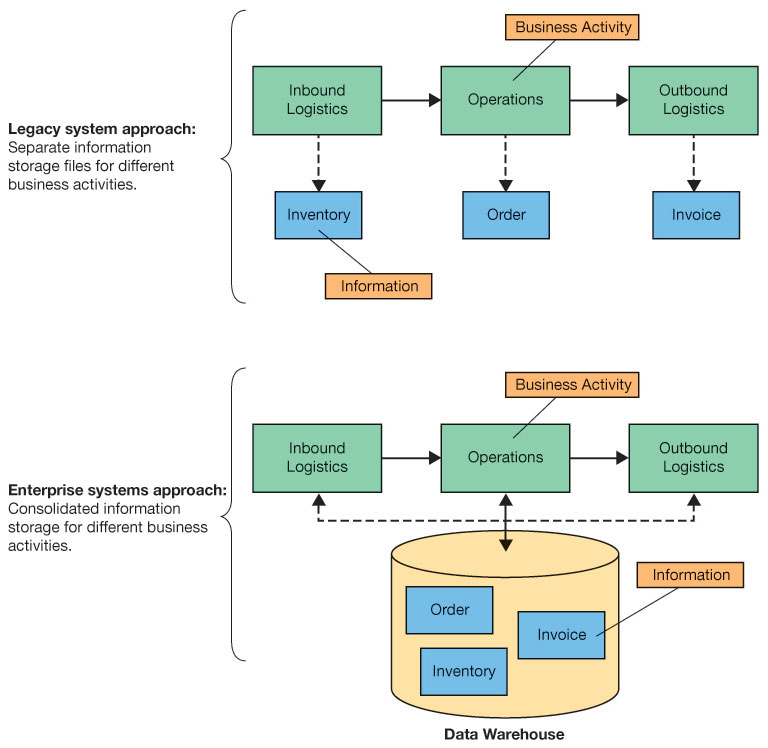 Business Activity
Inbound
Logistics
Operations
Outbound
Logistics
Legacy system approach:
Separate information
storage files for different
business activities.
Inventory
Order
Invoice
Information
Business Activity
Inbound
Logistics
Operations
Outbound
Logistics
Enterprise systems approach:
Consolidated information
storage for different business
activities.
Information
Order
Invoice
Inventory
Data Warehouse